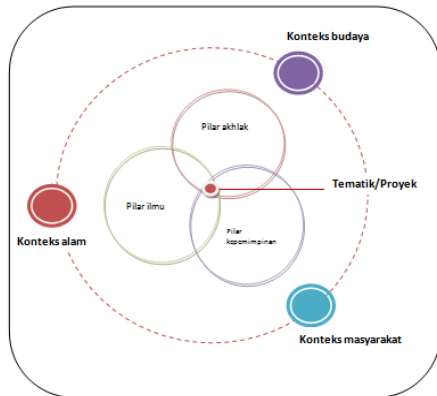 Konteks budaya
Pilar akhlak
Tematik/Proyek
Pilar ilmu
Pilar
kepemimpinan
Konteks alam
Konteks masyarakat